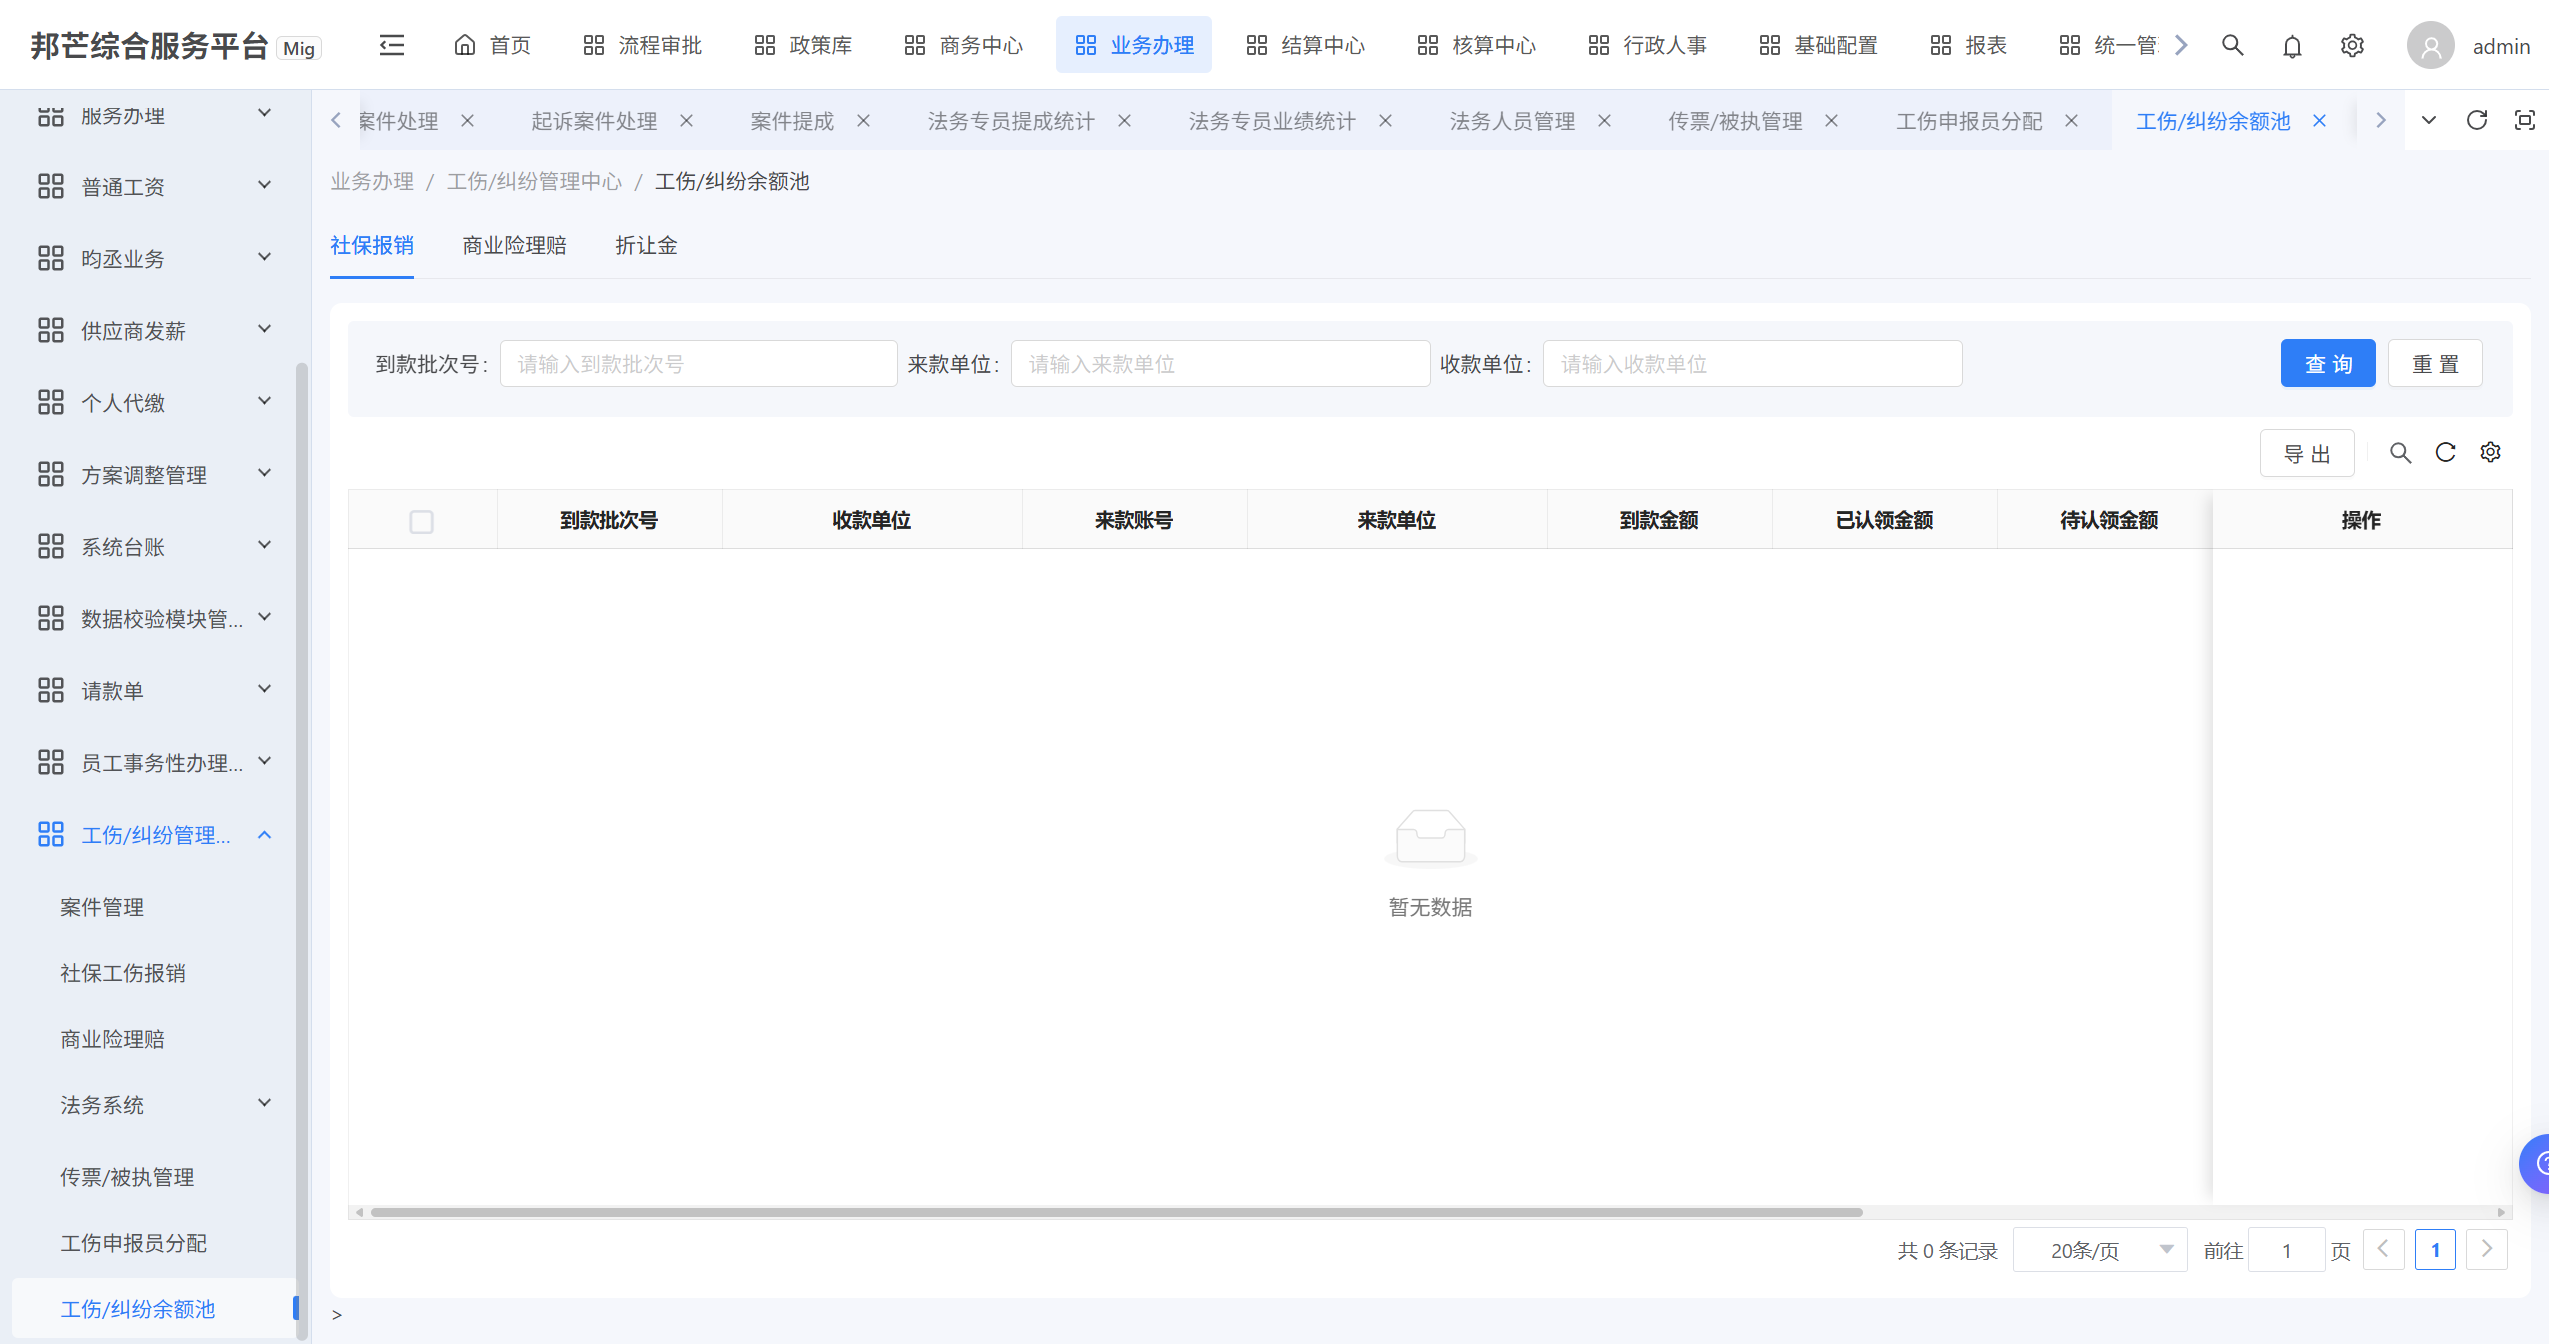 邦芒综合服务平台 Mig
首页 流程审批 政策库 商务中心 业务办理 结算中心 核算中心 行政人事 基础配置 报表 统一管
admin
服务办理
普通工资
昀丞业务
供应商发薪
个人代缴
方案调整管理
系统台账
数据校验模块管...
请款单
员工事务性办理...
工伤/纠纷管理...
案件管理
社保工伤报销
商业险理赔
法务系统
传票/被执管理
工伤申报员分配
工伤/纠纷余额池
案件处理 起诉案件处理 案件提成 法务专员提成统计 法务专员业绩统计 法务人员管理 传票/被执管理 工伤申报员分配 工伤/纠纷余额池
业务办理 / 工伤/纠纷管理中心 / 工伤/纠纷余额池
社保报销 商业险理赔 折让金
到款批次号: 请输入到款批次号 来款单位: 请输入来款单位 收款单位: 请输入收款单位 查 询 重 置
导 出
到款批次号 收款单位 来款账号 来款单位 到款金额 已认领金额 待认领金额 操作
暂无数据
共 0 条记录 20条/页 前往 1 页 1
>